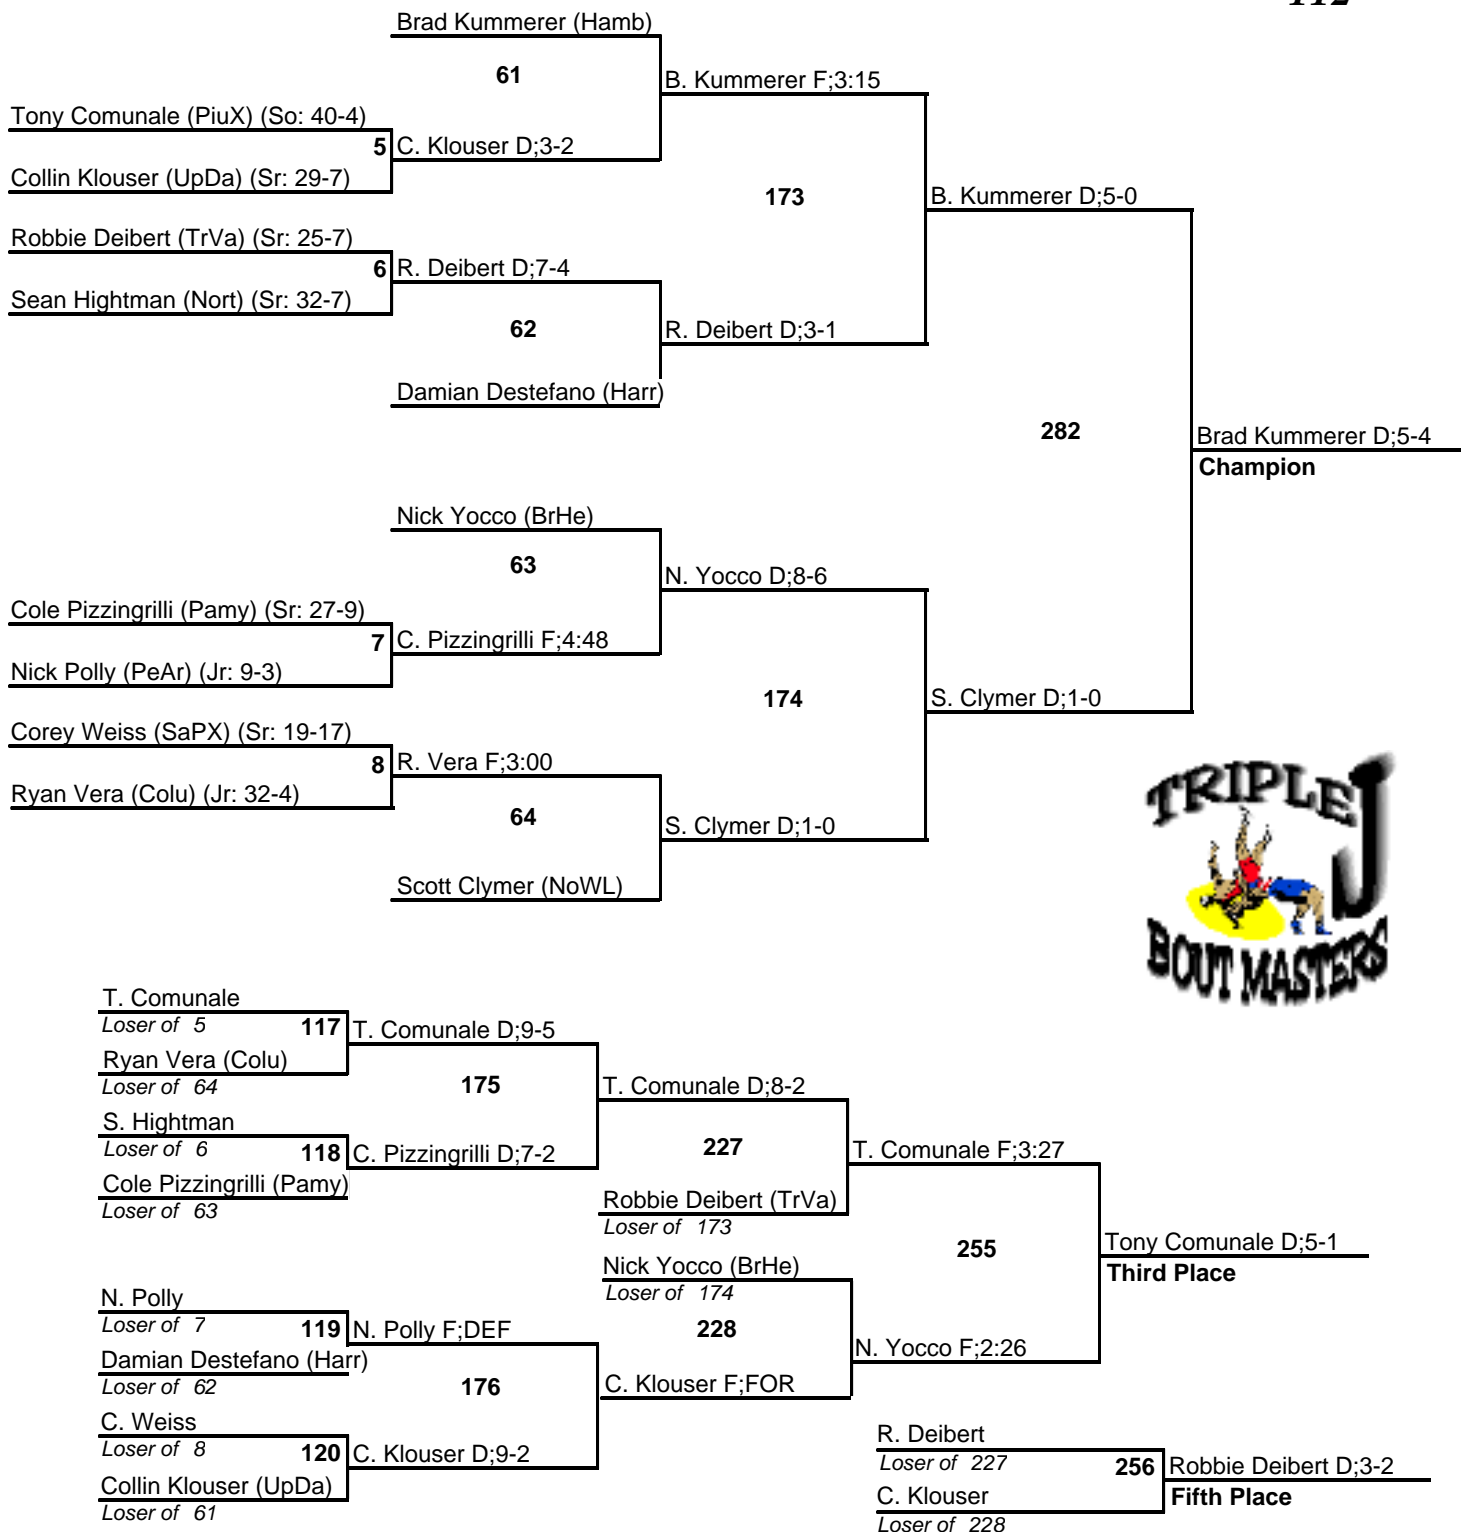 112
Brad Kummerer (Hamb)
61
B. Kummerer F;3:15
Tony Comunale (PiuX) (So: 40-4)
5 C. Klouser D;3-2
Collin Klouser (UpDa) (Sr: 29-7)
173
B. Kummerer D;5-0
Robbie Deibert (TrVa) (Sr: 25-7)
6 R. Deibert D;7-4
Sean Hightman (Nort) (Sr: 32-7)
62
R. Deibert D;3-1
Damian Destefano (Harr)
282
Brad Kummerer D;5-4
Champion
Nick Yocco (BrHe)
63
N. Yocco D;8-6
Cole Pizzingrilli (Pamy) (Sr: 27-9)
7 C. Pizzingrilli F;4:48
Nick Polly (PeAr) (Jr: 9-3)
174
S. Clymer D;1-0
Corey Weiss (SaPX) (Sr: 19-17)
8 R. Vera F;3:00
Ryan Vera (Colu) (Jr: 32-4)
64
S. Clymer D;1-0
Scott Clymer (NoWL)
TRIPLE J
BOUT MASTERS
T. Comunale
Loser of 5
117 T. Comunale D;9-5
Ryan Vera (Colu)
Loser of 64
175
T. Comunale D;8-2
S. Hightman
Loser of 6
118 C. Pizzingrilli D;7-2
Cole Pizzingrilli (Pamy)
Loser of 63
227
T. Comunale F;3:27
Robbie Deibert (TrVa)
Loser of 173
255
Tony Comunale D;5-1
Third Place
Nick Yocco (BrHe)
Loser of 174
N. Polly
Loser of 7
119 N. Polly F;DEF
228
N. Yocco F;2:26
Damian Destefano (Harr)
Loser of 62
176
C. Klouser F;FOR
C. Weiss
Loser of 8
120 C. Klouser D;9-2
Collin Klouser (UpDa)
Loser of 61
R. Deibert
Loser of 227
256 Robbie Deibert D;3-2
C. Klouser
Fifth Place
Loser of 228